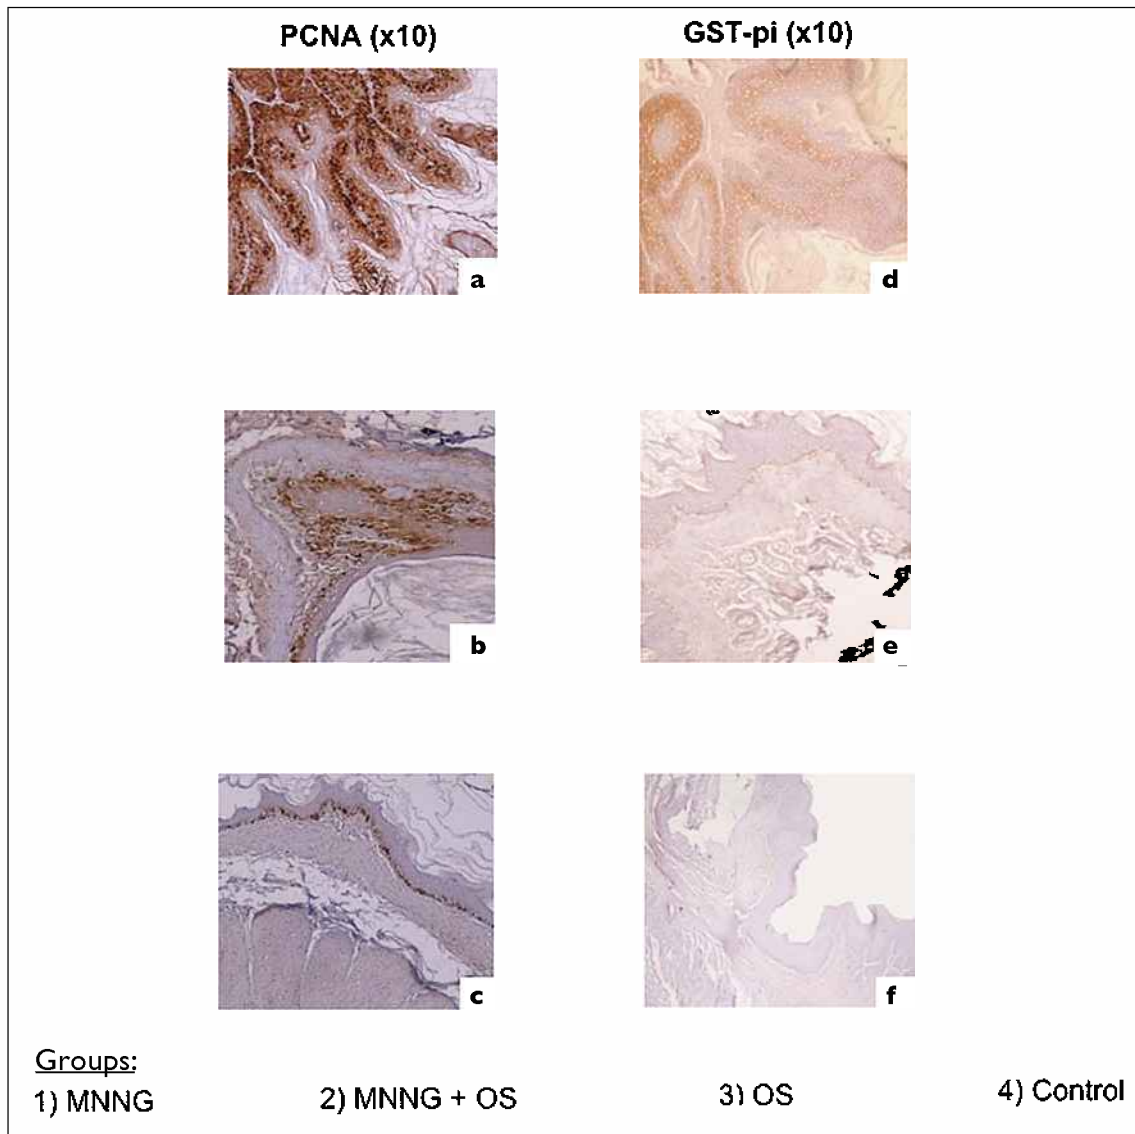 PCNA (x10)
GST-pi (x10)
a
d
b
e
c
f
Groups:
1) MNNG
2) MNNG + OS
3) OS
4) Control